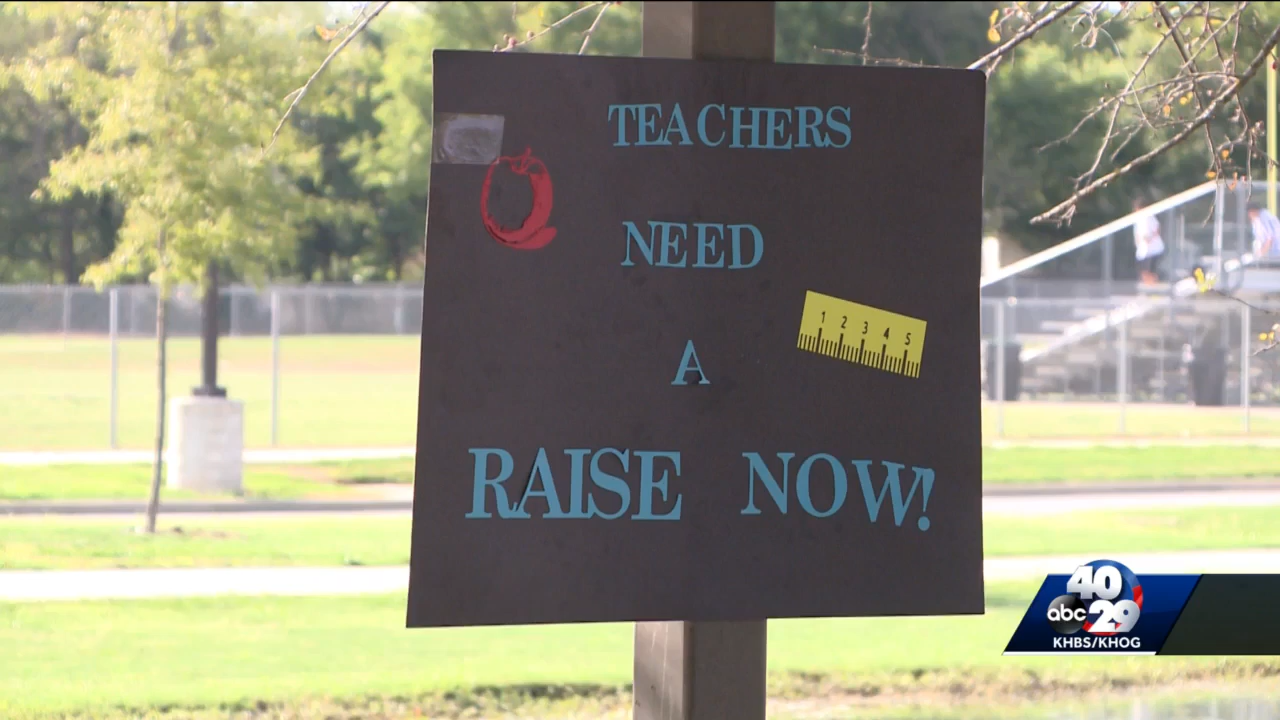 TEACHERS
NEED
A
1 2 3 4 5
RAISE NOW!
40
abc 29
KHBS/KHOG